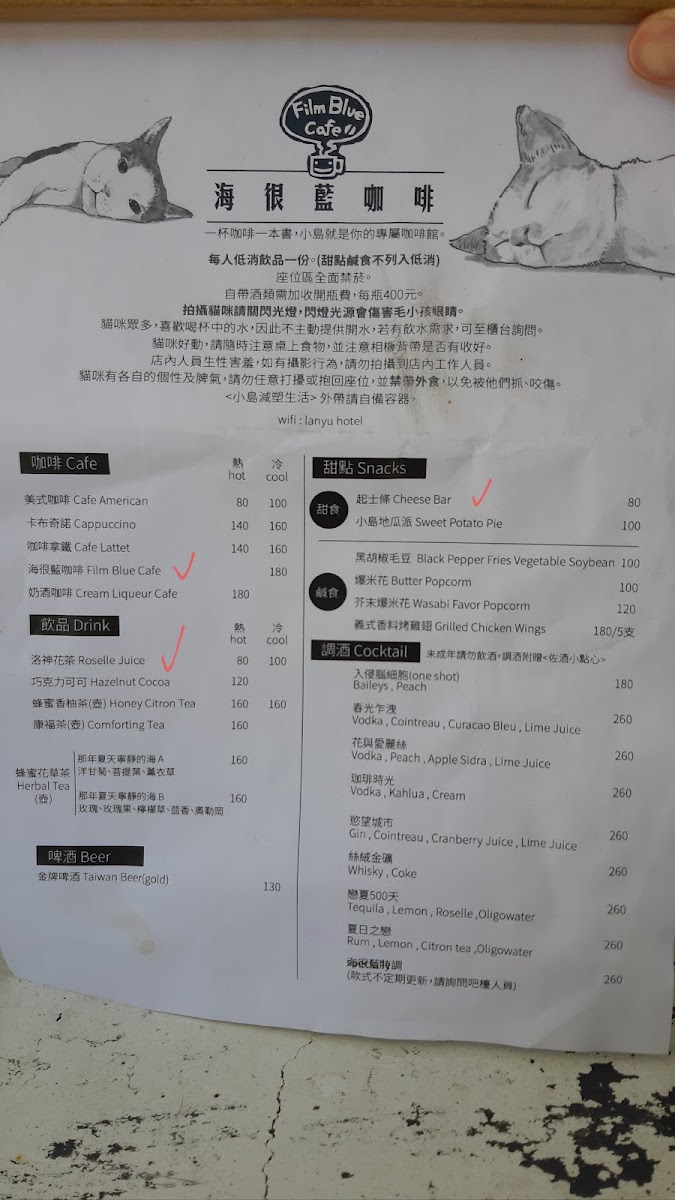 Film Blue
Cafe
海很藍咖啡
一杯咖啡一本書,小島就是你的專屬咖啡館。
每人低消飲品一份。(甜點鹹食不列入低消)
座位區全面禁菸。
自帶酒類需加收開瓶費,每瓶400元。
拍攝貓咪請關閃光燈,閃燈光源會傷害毛小孩眼睛。
貓咪眾多,喜歡喝杯中的水,因此不主動提供開水,若有飲水需求,可至櫃台詢問。
貓咪好動,請隨時注意桌上食物,並注意相機背帶是否有收好。
店內人員生性害羞,如有攝影行為,請勿拍攝到店內工作人員。
貓咪有各自的個性及脾氣,請勿任意打擾或抱回座位,並禁帶外食,以免被他們抓、咬傷。
<小島減塑生活> 外帶請自備容器。
wifi : lanyu hotel
咖啡 Cafe 熱 hot 冷 cool
美式咖啡 Cafe American 80 100
卡布奇諾 Cappuccino 140 160
咖啡拿鐵 Cafe Lattet 140 160
海很藍咖啡 Film Blue Cafe 180
奶酒咖啡 Cream Liqueur Cafe 180
飲品 Drink 熱 hot 冷 cool
洛神花茶 Roselle Juice 80 100
巧克力可可 Hazelnut Cocoa 120
蜂蜜香柚茶(壺) Honey Citron Tea 160 160
康福茶(壺) Comforting Tea 160
蜂蜜花草茶
Herbal Tea
(壺)
那年夏天寧靜的海 A 160
洋甘菊、菩提葉、薰衣草
那年夏天寧靜的海 B 160
玫瑰、玫瑰果、檸檬草、茴香、奧勒岡
啤酒 Beer
金牌啤酒 Taiwan Beer(gold) 130
甜點 Snacks
甜食
起士條 Cheese Bar 80
小島地瓜派 Sweet Potato Pie 100
鹹食
黑胡椒毛豆 Black Pepper Fries Vegetable Soybean 100
爆米花 Butter Popcorn 100
芥末爆米花 Wasabi Favor Popcorn 120
義式香料烤雞翅 Grilled Chicken Wings 180/5支
調酒 Cocktail 未成年請勿飲酒,調酒附贈<佐酒小點心>
入侵腦細胞(one shot) 180
Baileys , Peach
春光乍洩 260
Vodka , Cointreau , Curacao Bleu , Lime Juice
花與愛麗絲 260
Vodka , Peach , Apple Sidra , Lime Juice
珈琲時光 260
Vodka , Kahlua , Cream
慾望城市 260
Gin , Cointreau , Cranberry Juice , Lime Juice
絲絨金礦 260
Whisky , Coke
戀夏500天 260
Tequila , Lemon , Roselle ,Oligowater
夏日之戀 260
Rum , Lemon , Citron tea ,Oligowater
海很藍特調 260
(款式不定期更新,請詢問吧檯人員)